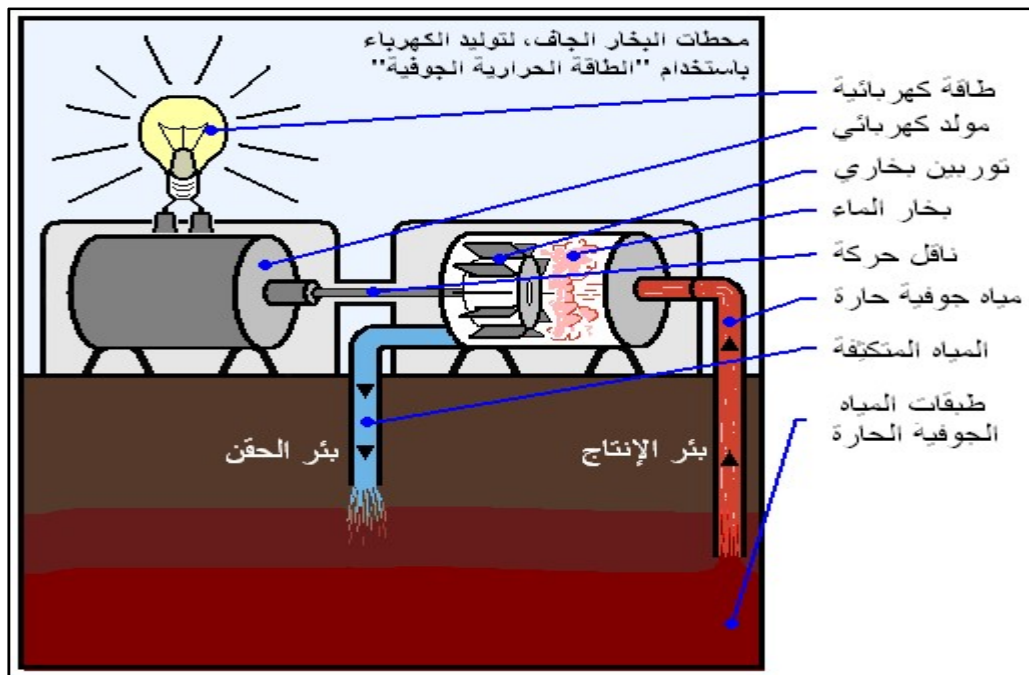 محطات البخار الجاف، لتوليد الكهرباء
باستخدام "الطاقة الحرارية الجوفية"
طاقة كهربائية
مولد كهربائي
توربين بخاري
بخار الماء
ناقل حركة
مياه جوفية حارة
المياه المتكثفة
طبقات المياه
الجوفية الحارة
بئر الإنتاج
بئر الحقن